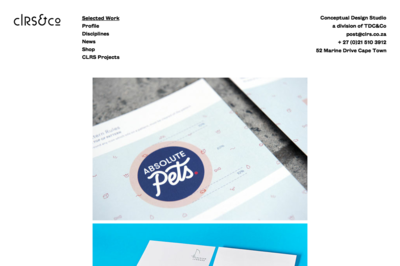 clrs&co
Selected Work
Profile
Disciplines
News
Shop
CLRS Projects
Conceptual Design Studio
a division of TDC&Co
post@clrs.co.za
+ 27 (0)21 510 3912
52 Marine Drive Cape Town
ABSOLUTE
Pets